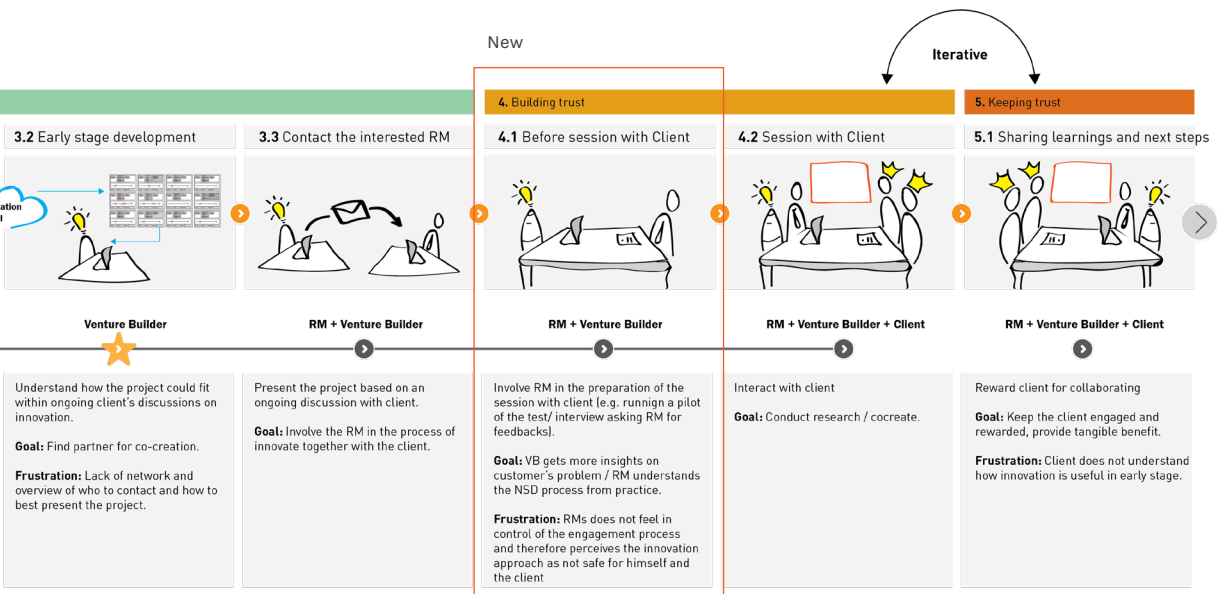 New
Iterative
4. Building trust
5. Keeping trust
3.2 Early stage development
3.3 Contact the interested RM
4.1 Before session with Client
4.2 Session with Client
5.1 Sharing learnings and next steps
ration
l
Venture Builder
RM + Venture Builder
RM + Venture Builder
RM + Venture Builder + Client
RM + Venture Builder + Client
Understand how the project could fit
within ongoing client's discussions on
innovation.
Goal: Find partner for co-creation.
Frustration: Lack of network and
overview of who to contact and how to
best present the project.
Present the project based on an
ongoing discussion with client.
Goal: Involve the RM in the process of
innovate together with the client.
Involve RM in the preparation of the
session with client (e.g. runnign a pilot
of the test/ interview asking RM for
feedbacks).
Goal: VB gets more insights on
customer's problem / RM understands
the NSD process from practice.
Frustration: RMs does not feel in
control of the engagement process
and therefore perceives the innovation
approach as not safe for himself and
the client
Interact with client
Goal: Conduct research / cocreate.
Reward client for collaborating
Goal: Keep the client engaged and
rewarded, provide tangible benefit.
Frustration: Client does not understand
how innovation is useful in early stage.